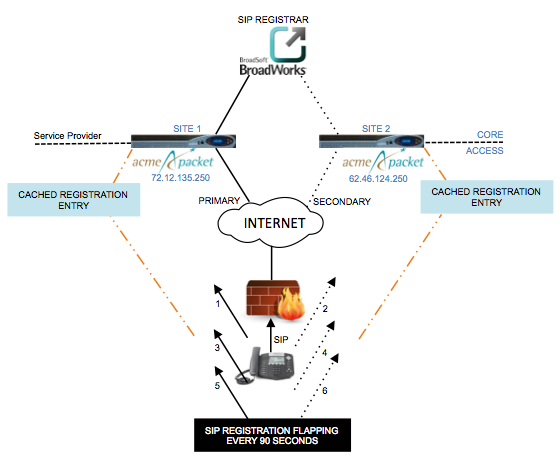 SIP REGISTRAR
BroadSoft
BroadWorks
SITE 1
SITE 2
Service Provider
CORE
ACCESS
acme packet
acme packet
72.12.135.250
62.46.124.250
CACHED REGISTRATION
ENTRY
CACHED REGISTRATION
ENTRY
PRIMARY
SECONDARY
INTERNET
1
2
SIP
3
4
5
6
SIP REGISTRATION FLAPPING
EVERY 90 SECONDS